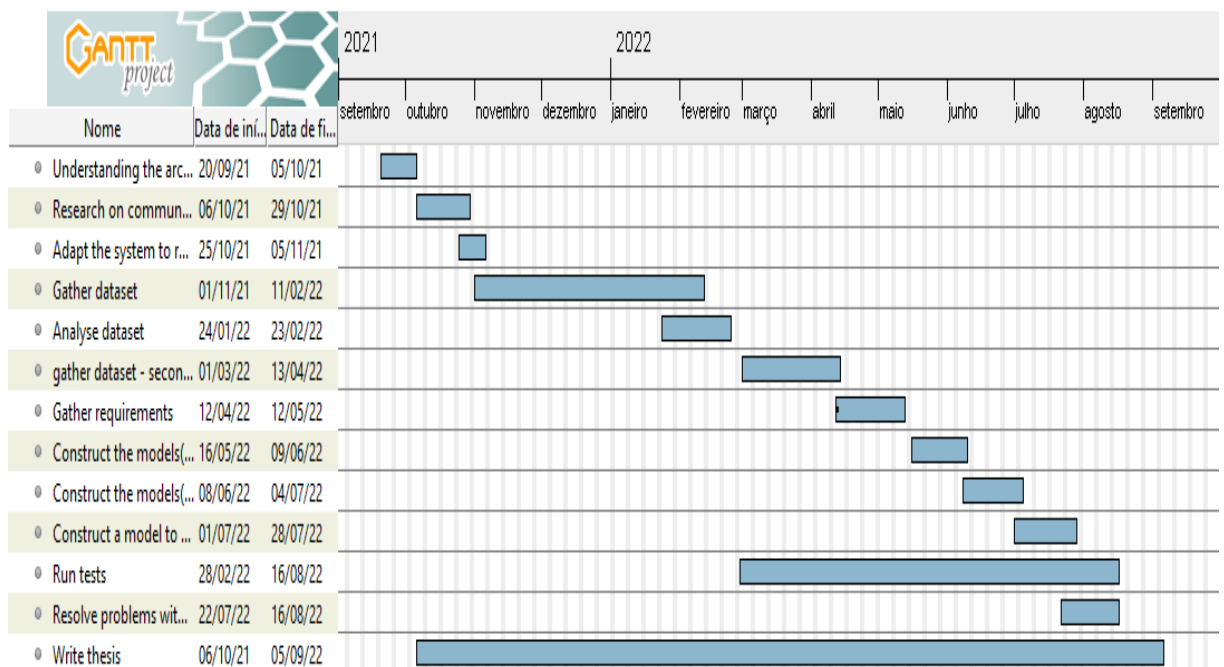 GANTT
project
2021 2022
setembro outubro novembro dezembro janeiro fevereiro março abril maio junho julho agosto setembro
Nome Data de iní... Data de fi...
Understanding the arc... 20/09/21 05/10/21
Research on commun... 06/10/21 29/10/21
Adapt the system to r... 25/10/21 05/11/21
Gather dataset 01/11/21 11/02/22
Analyse dataset 24/01/22 23/02/22
gather dataset - secon... 01/03/22 13/04/22
Gather requirements 12/04/22 12/05/22
Construct the models(... 16/05/22 09/06/22
Construct the models(... 08/06/22 04/07/22
Construct a model to ... 01/07/22 28/07/22
Run tests 28/02/22 16/08/22
Resolve problems wit... 22/07/22 16/08/22
Write thesis 06/10/21 05/09/22